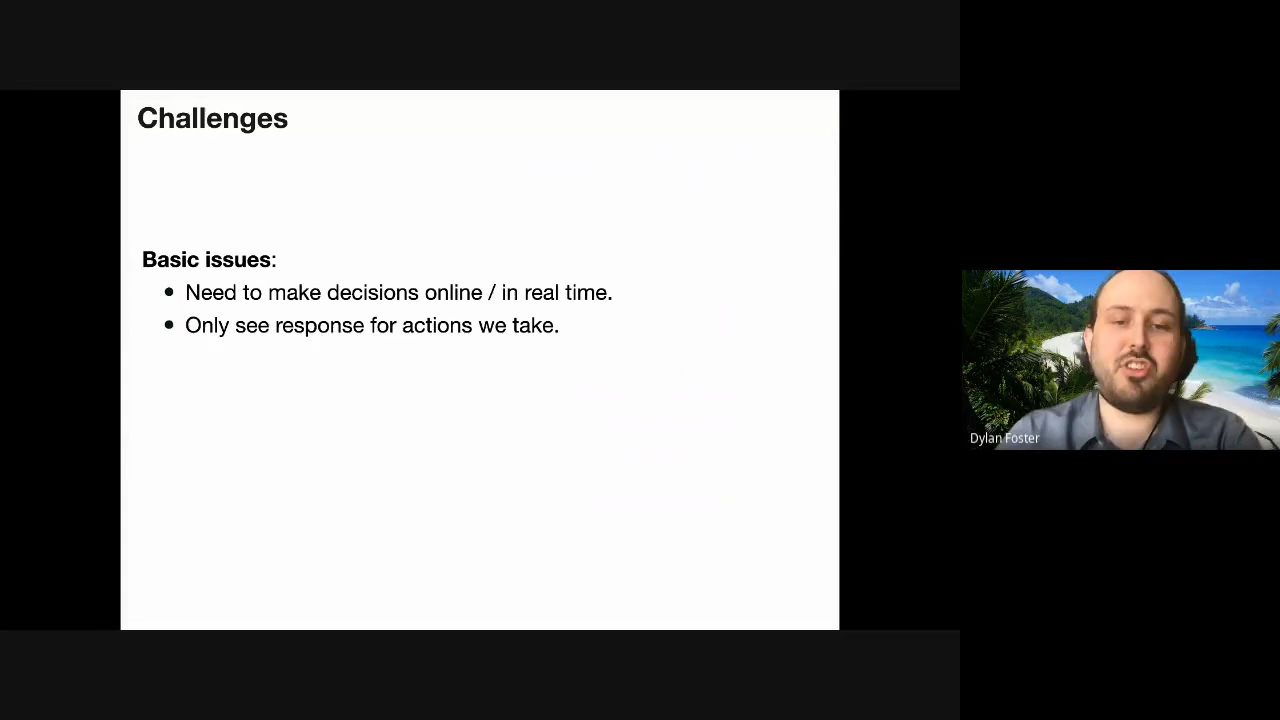 Challenges
Basic issues:
• Need to make decisions online / in real time.
• Only see response for actions we take.
Dylan Foster